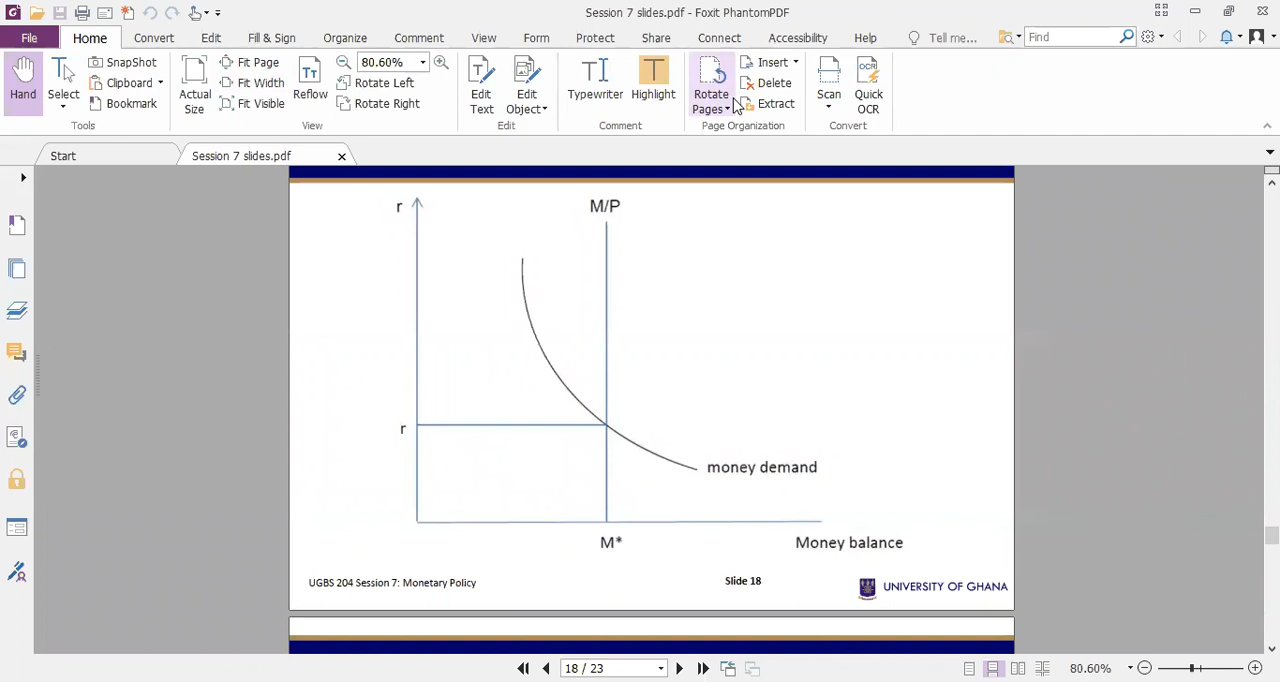 Session 7 slides.pdf - Foxit PhantomPDF
File Home Convert Edit Fill & Sign Organize Comment View Form Protect Share Connect Accessibility Help Tell me... Find
Hand
Select
SnapShot
Clipboard
Bookmark
Tools
Actual
Size
Fit Page
Fit Width
Fit Visible
Reflow
80.60%
Rotate Left
Rotate Right
View
Edit
Text
Edit
Object
Edit
Typewriter
Highlight
Comment
Rotate
Pages
Insert
Delete
Extract
Page Organization
Scan
Quick
OCR
Convert
Start
Session 7 slides.pdf
r
M/P
r
money demand
M*
Money balance
UGBS 204 Session 7: Monetary Policy
Slide 18
UNIVERSITY OF GHANA
18 / 23
80.60%